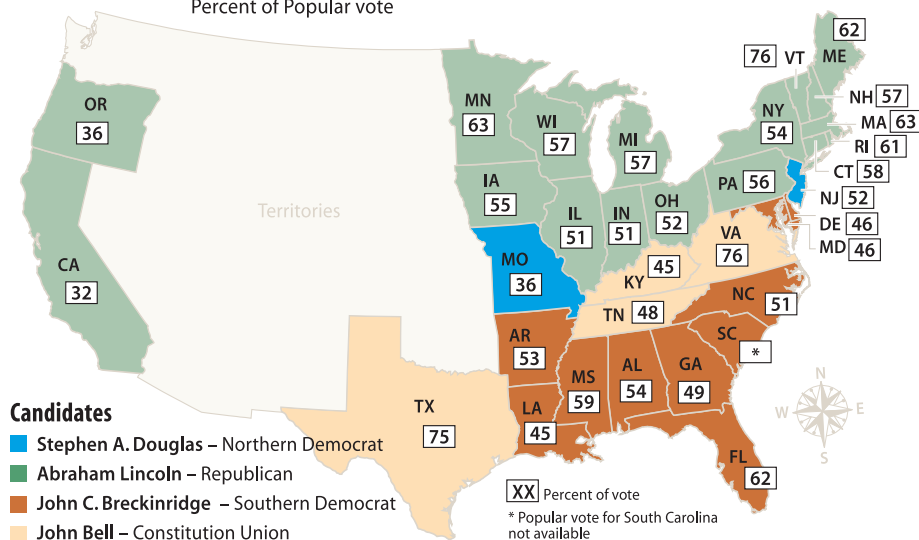 Percent of Popular vote
OR
36
CA
32
Territories
MN
63
WI
57
MI
57
IA
55
IL
51
IN
51
OH
52
PA 56
NY
54
76 VT
62
ME
NH 57
MA 63
RI 61
CT 58
NJ 52
DE 46
MD 46
MO
36
KY 45
VA
76
TN 48
NC 51
SC
*
AR
53
MS
59
AL
54
GA
49
LA
45
TX
75
FL
62
N
W E
S
Candidates
Stephen A. Douglas – Northern Democrat
Abraham Lincoln – Republican
John C. Breckinridge – Southern Democrat
John Bell – Constitution Union
XX Percent of vote
* Popular vote for South Carolina
not available